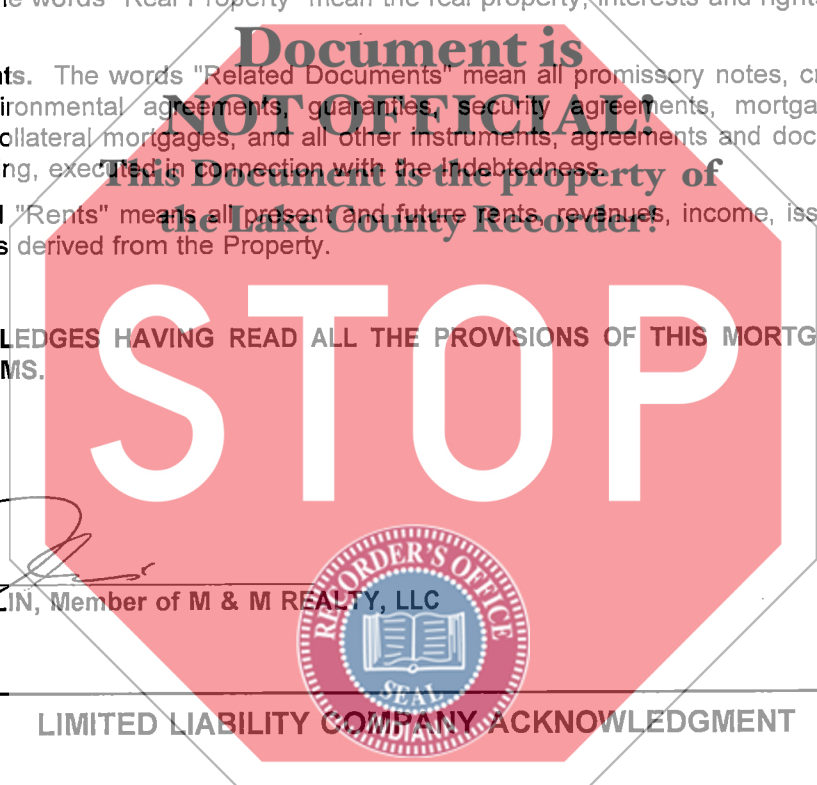 he words "Real Property" mean the real property, interests and rights
Document is
nts. The words "Related Documents" mean all promissory notes, cr
ironmental agreements, guaranties, security agreements, mortga
NOT OFFICIAL!
ollateral mortgages, and all other instruments, agreements and doc
ng, executed in connection with the Indebtedness.
This Document is the property of
d "Rents" means all present and future rents, revenues, income, iss
the Lake County Recorder!
s derived from the Property.
LEDGES HAVING READ ALL THE PROVISIONS OF THIS MORTG
MS.
STOP
LIN, Member of M & M REALTY, LLC
RECORDER'S OFFICE
SEAL
INDIANA
LIMITED LIABILITY COMPANY ACKNOWLEDGMENT